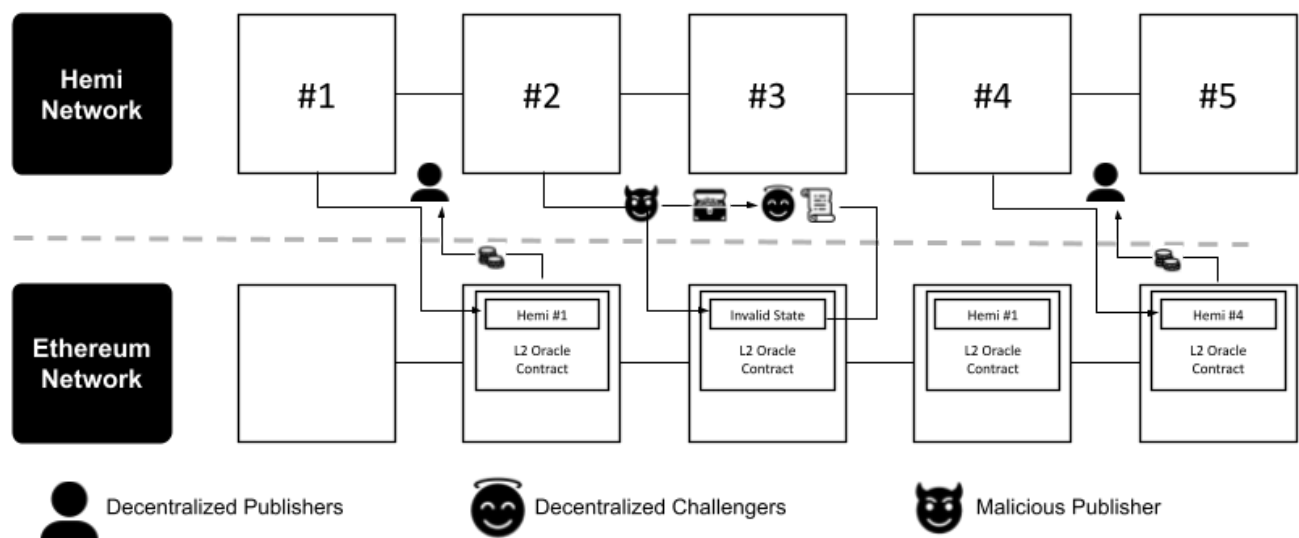 Hemi
Network
#1
#2
#3
#4
#5
Ethereum
Network
Hemi #1
L2 Oracle
Contract
Invalid State
L2 Oracle
Contract
Hemi #1
L2 Oracle
Contract
Hemi #4
L2 Oracle
Contract
Decentralized Publishers
Decentralized Challengers
Malicious Publisher